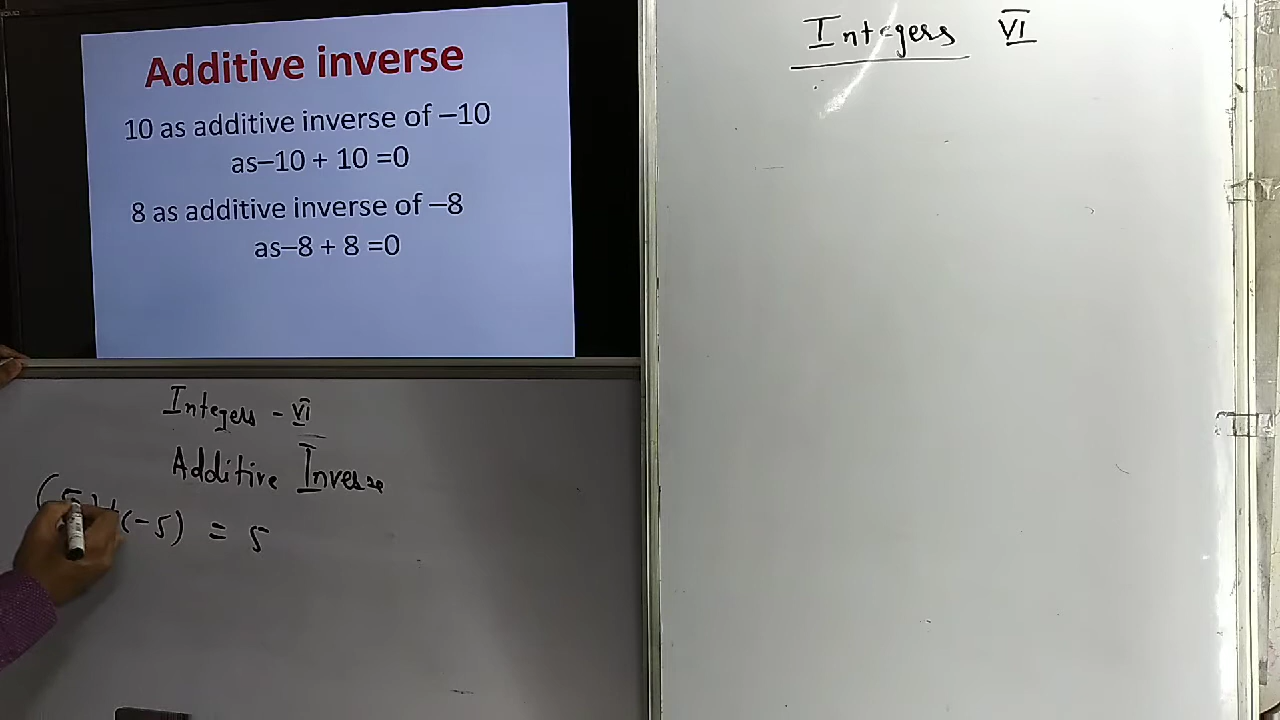 Additive inverse
10 as additive inverse of –10
as–10 + 10 =0
8 as additive inverse of –8
as–8 + 8 =0
Integers - VI
Additive Inverse
(5)+(-5) = 5
Integers VI